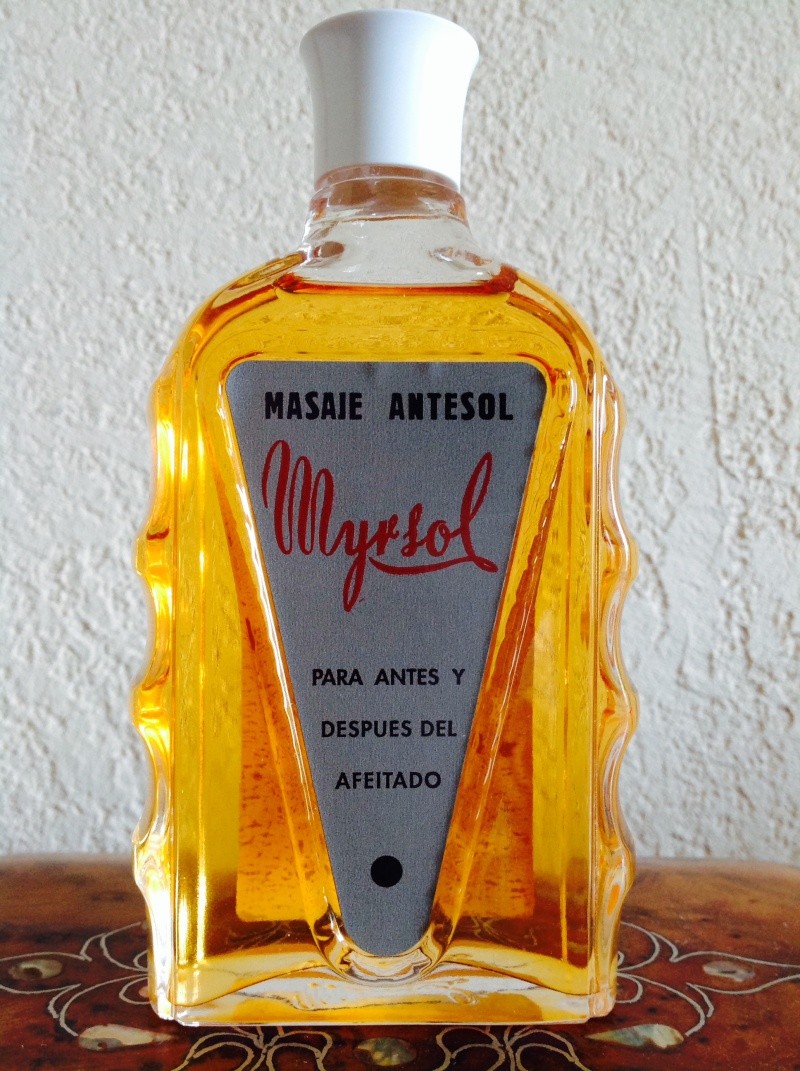 MASAJE ANTESOL
Myrsol
PARA ANTES Y
DESPUES DEL
AFEITADO